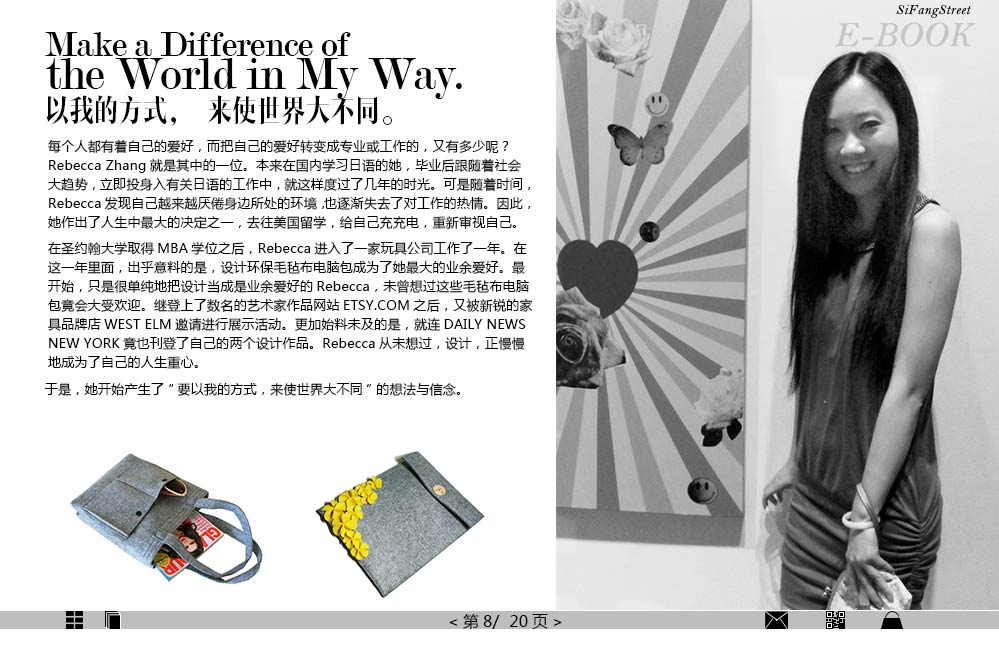 SiFangStreet
E-BOOK
Make a Difference of
the World in My Way.
以我的方式， 来使世界大不同。
每个人都有着自己的爱好，而把自己的爱好转变成专业或工作的，又有多少呢？
Rebecca Zhang 就是其中的一位。本来在国内学习日语的她，毕业后跟随着社会
大趋势，立即投身入有关日语的工作中，就这样度过了几年的时光。可是随着时间，
Rebecca 发现自己越来越厌倦身边所处的环境 ,也逐渐失去了对工作的热情。因此，
她作出了人生中最大的决定之一，去往美国留学，给自己充充电，重新审视自己。
在圣约翰大学取得 MBA 学位之后，Rebecca 进入了一家玩具公司工作了一年。在
这一年里面，出乎意料的是，设计环保毛毡布电脑包成为了她最大的业余爱好。最
开始，只是很单纯地把设计当成是业余爱好的 Rebecca，未曾想过这些毛毡布电脑
包竟会大受欢迎。继登上了数名的艺术家作品网站 ETSY.COM 之后，又被新锐的家
具品牌店 WEST ELM 邀请进行展示活动。更加始料未及的是，就连 DAILY NEWS
NEW YORK 竟也刊登了自己的两个设计作品。Rebecca 从未想过，设计，正慢慢
地成为了自己的人生重心。
于是，她开始产生了 " 要以我的方式，来使世界大不同 " 的想法与信念。
< 第 8/ 20 页 >